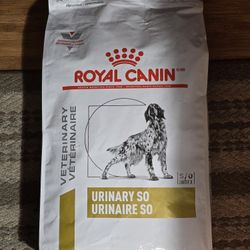 ROYAL CANIN
VETERINARY
VÉTÉRINAIRE
S/O
URINARY SO
URINAIRE SO